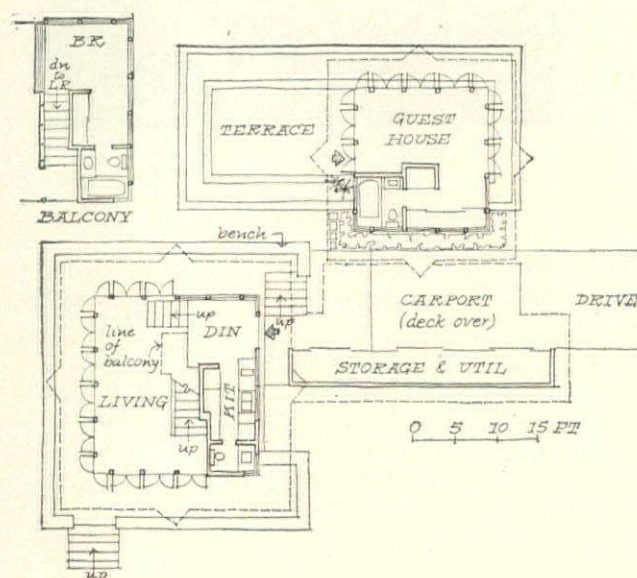 BR
dn
to
LR
BALCONY
TERRACE
GUEST
HOUSE
bench
up
CARPORT
(deck over)
DRIVE
STORAGE & UTIL
0 5 10 15 FT
up
DIN
line
of
balcony
LIVING
KIT
up
up